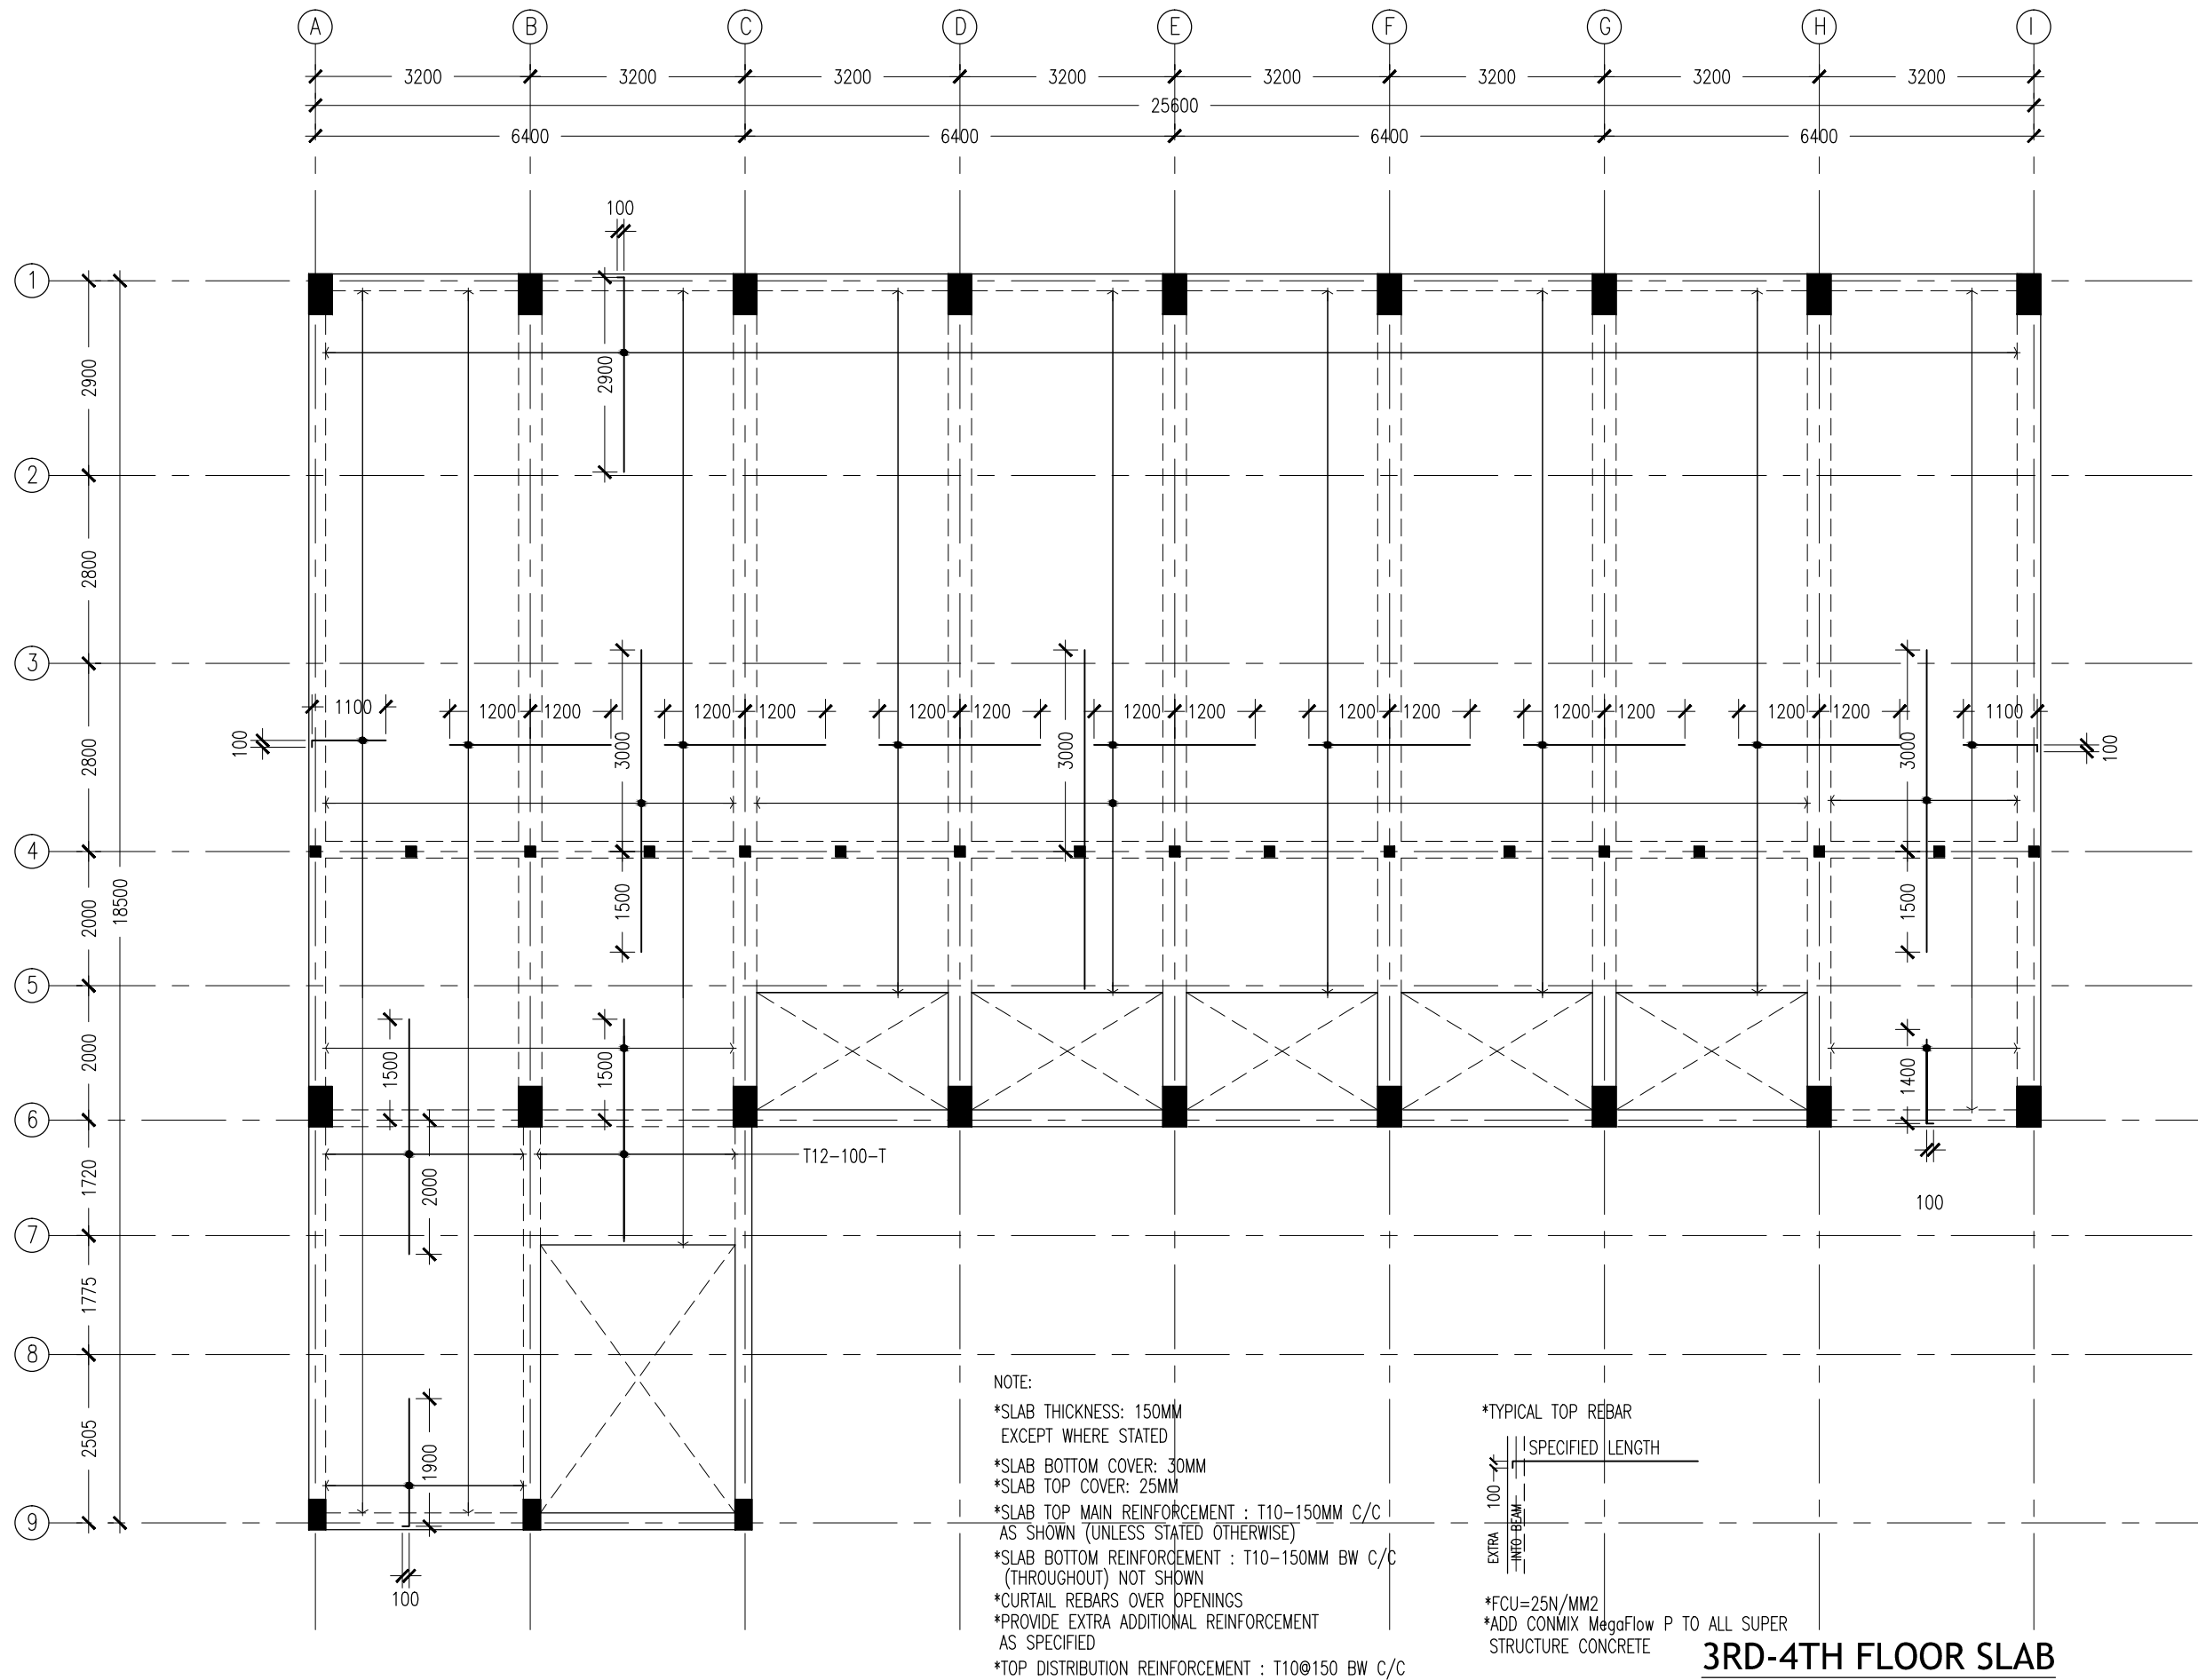 A B C D E F G H I
3200 3200 3200 3200 3200 3200 3200 3200
25600
6400 6400 6400 6400
100
1
2900
2900
2
2800
3
1100 1200 1200 1200 1200 1200 1200 1200 1200 1200 1200 1200 1200 1200 1200 1100
100 2800 3000 3000 3000 100
4
2000 18500 1500 1500
5
2000 1500 1500 1400
6
T12-100-T
1720 2000
100
7
1775
8
2505 1900
9
100
NOTE:
*SLAB THICKNESS: 150MM
EXCEPT WHERE STATED
*SLAB BOTTOM COVER: 30MM
*SLAB TOP COVER: 25MM
*SLAB TOP MAIN REINFORCEMENT : T10-150MM C/C
AS SHOWN (UNLESS STATED OTHERWISE)
*SLAB BOTTOM REINFORCEMENT : T10-150MM BW C/C
(THROUGHOUT) NOT SHOWN
*CURTAIL REBARS OVER OPENINGS
*PROVIDE EXTRA ADDITIONAL REINFORCEMENT
AS SPECIFIED
*TOP DISTRIBUTION REINFORCEMENT : T10@150 BW C/C
*TYPICAL TOP REBAR
SPECIFIED LENGTH
EXTRA 100
INTO BEAM
*FCU=25N/MM2
*ADD CONMIX MegaFlow P TO ALL SUPER
STRUCTURE CONCRETE
3RD-4TH FLOOR SLAB